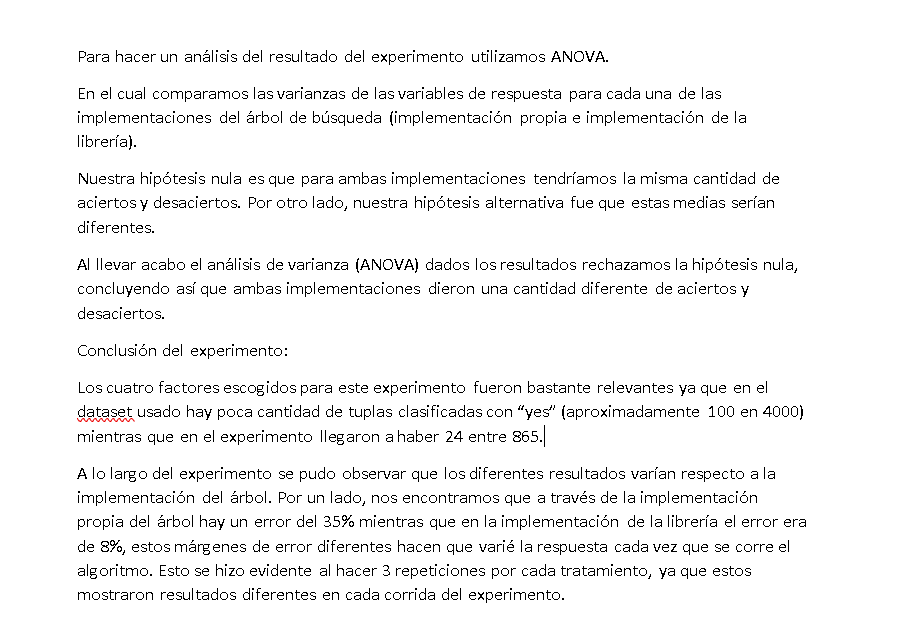 Para hacer un análisis del resultado del experimento utilizamos ANOVA.
En el cual comparamos las varianzas de las variables de respuesta para cada una de las
implementaciones del árbol de búsqueda (implementación propia e implementación de la
librería).
Nuestra hipótesis nula es que para ambas implementaciones tendríamos la misma cantidad de
aciertos y desaciertos. Por otro lado, nuestra hipótesis alternativa fue que estas medias serían
diferentes.
Al llevar acabo el análisis de varianza (ANOVA) dados los resultados rechazamos la hipótesis nula,
concluyendo así que ambas implementaciones dieron una cantidad diferente de aciertos y
desaciertos.
Conclusión del experimento:
Los cuatro factores escogidos para este experimento fueron bastante relevantes ya que en el
dataset usado hay poca cantidad de tuplas clasificadas con “yes” (aproximadamente 100 en 4000)
mientras que en el experimento llegaron a haber 24 entre 865.
A lo largo del experimento se pudo observar que los diferentes resultados varían respecto a la
implementación del árbol. Por un lado, nos encontramos que a través de la implementación
propia del árbol hay un error del 35% mientras que en la implementación de la librería el error era
de 8%, estos márgenes de error diferentes hacen que varié la respuesta cada vez que se corre el
algoritmo. Esto se hizo evidente al hacer 3 repeticiones por cada tratamiento, ya que estos
mostraron resultados diferentes en cada corrida del experimento.